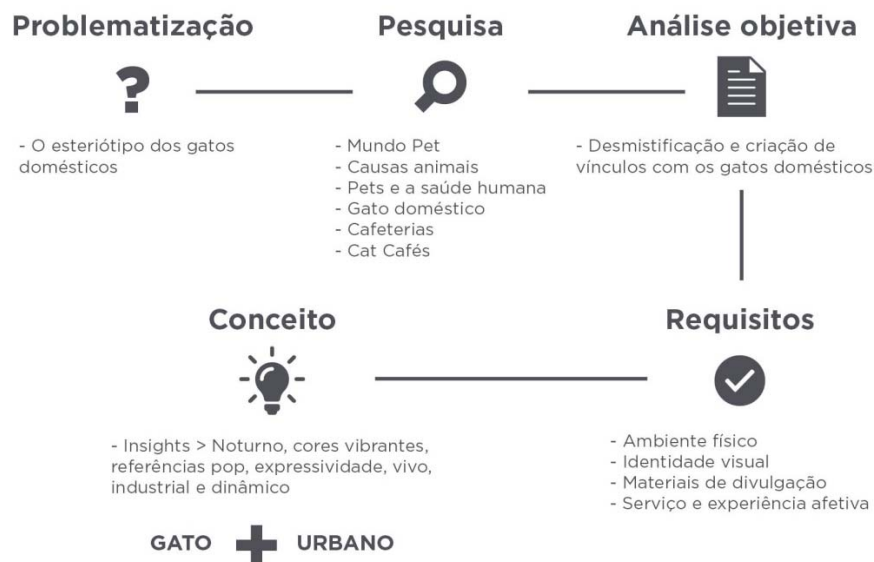 Problematização
Pesquisa
Análise objetiva
?
- O esteriótipo dos gatos
domésticos
- Mundo Pet
- Causas animais
- Pets e a saúde humana
- Gato doméstico
- Cafeterias
- Cat Cafés
- Desmistificação e criação de
vínculos com os gatos domésticos
Conceito
Requisitos
- Insights > Noturno, cores vibrantes,
referências pop, expressividade, vivo,
industrial e dinâmico
- Ambiente físico
- Identidade visual
- Materiais de divulgação
- Serviço e experiência afetiva
GATO + URBANO